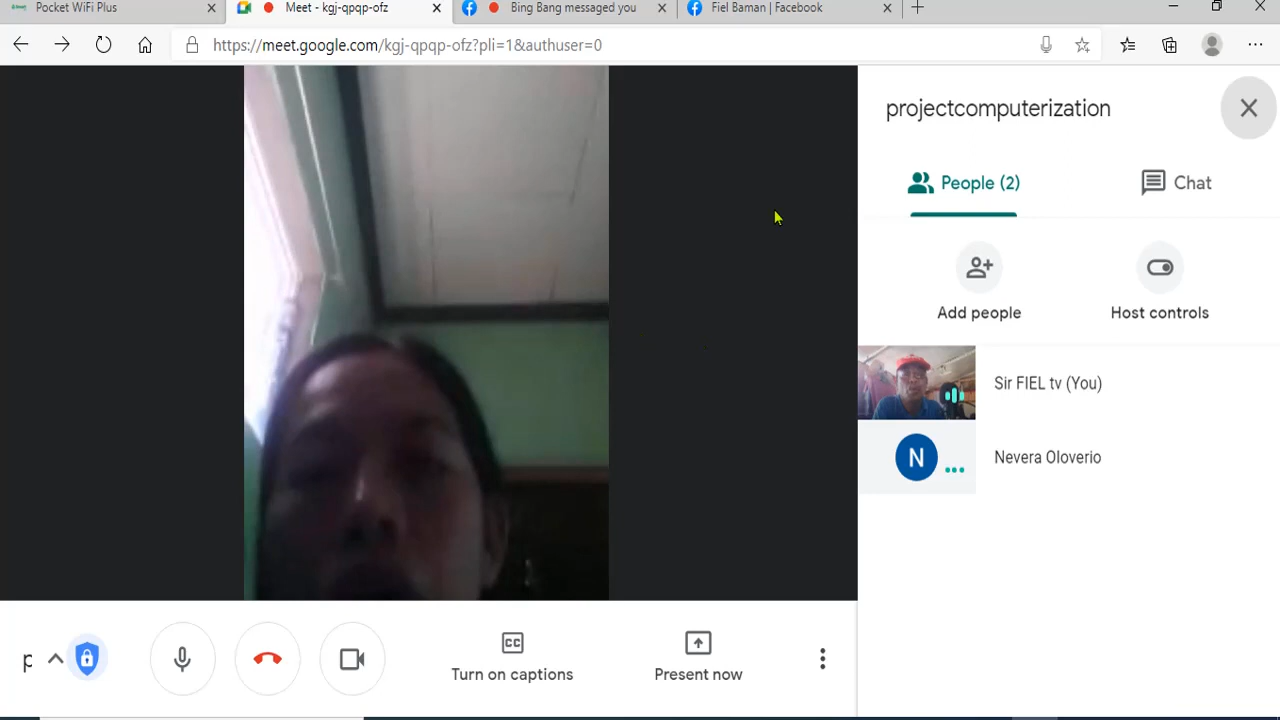 Pocket WiFi Plus
Meet - kgj-qpqp-ofz
Bing Bang messaged you
Fiel Baman | Facebook
https://meet.google.com/kgj-qpqp-ofz?pli=1&authuser=0
projectcomputerization
People (2)
Chat
Add people
Host controls
Sir FIEL tv (You)
N
Nevera Oloverio
CC
Turn on captions
Present now